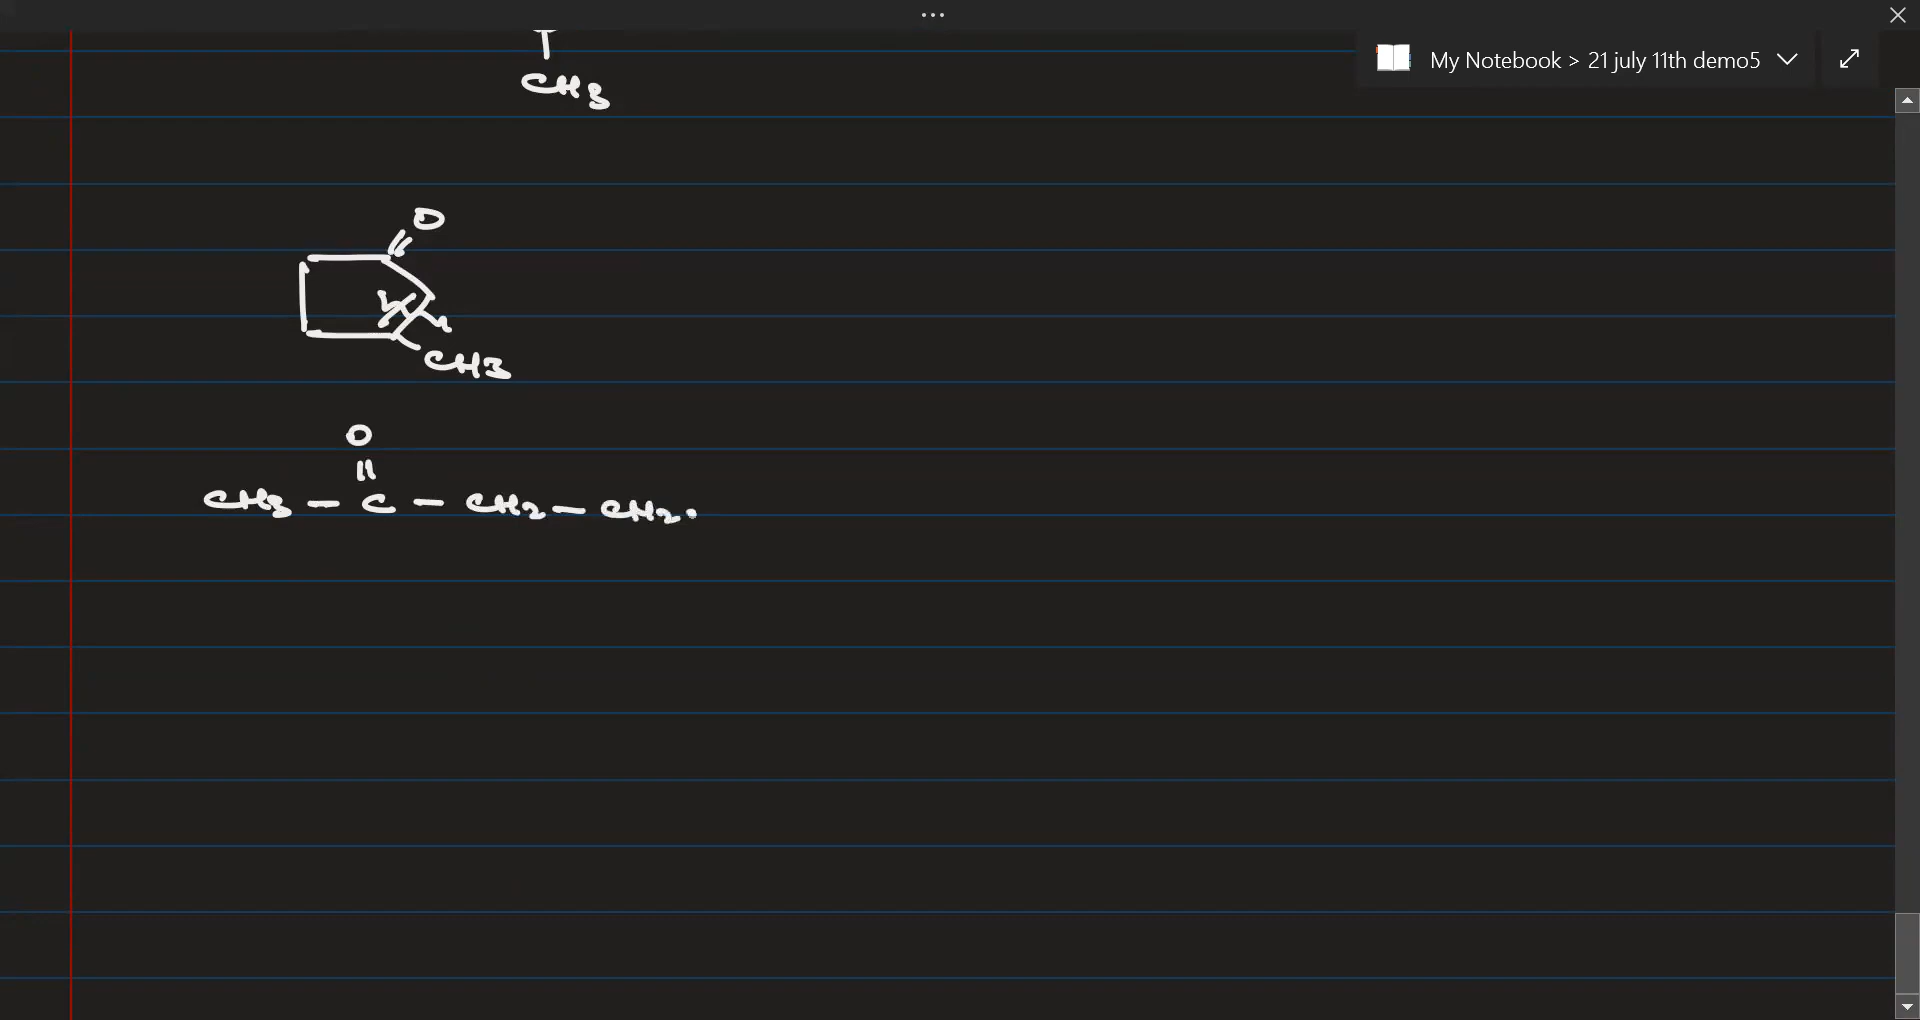 My Notebook > 21 july 11th demo5
CH3
O
CH3
O
CH3 - C - CH2 - CH2